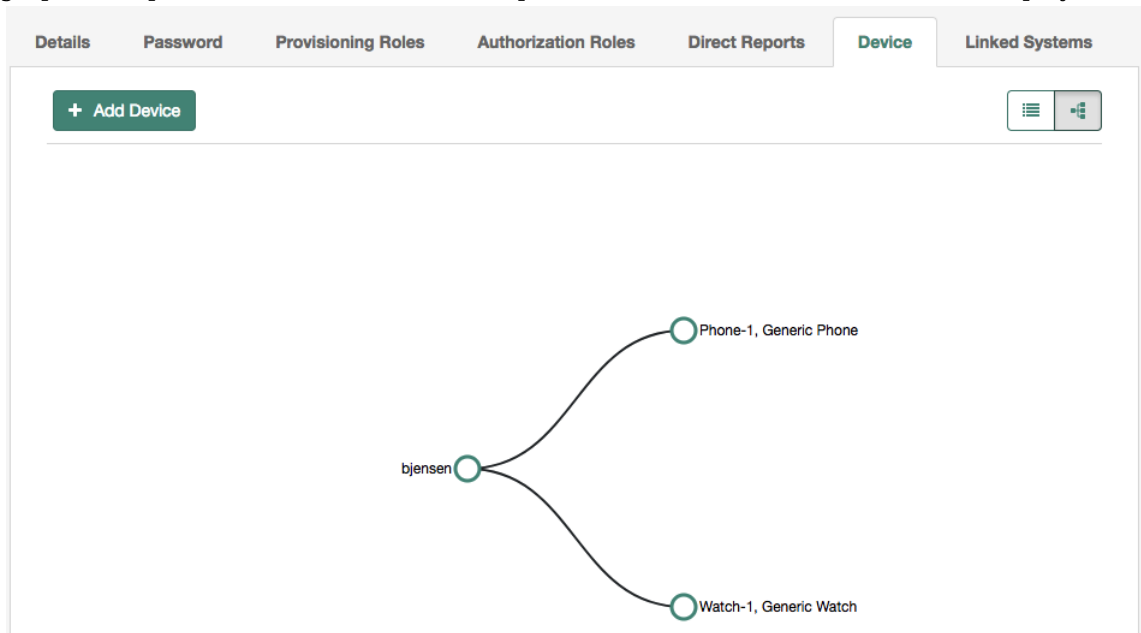 Details Password Provisioning Roles Authorization Roles Direct Reports Device Linked Systems
+ Add Device
Phone-1, Generic Phone
bjensen
Watch-1, Generic Watch